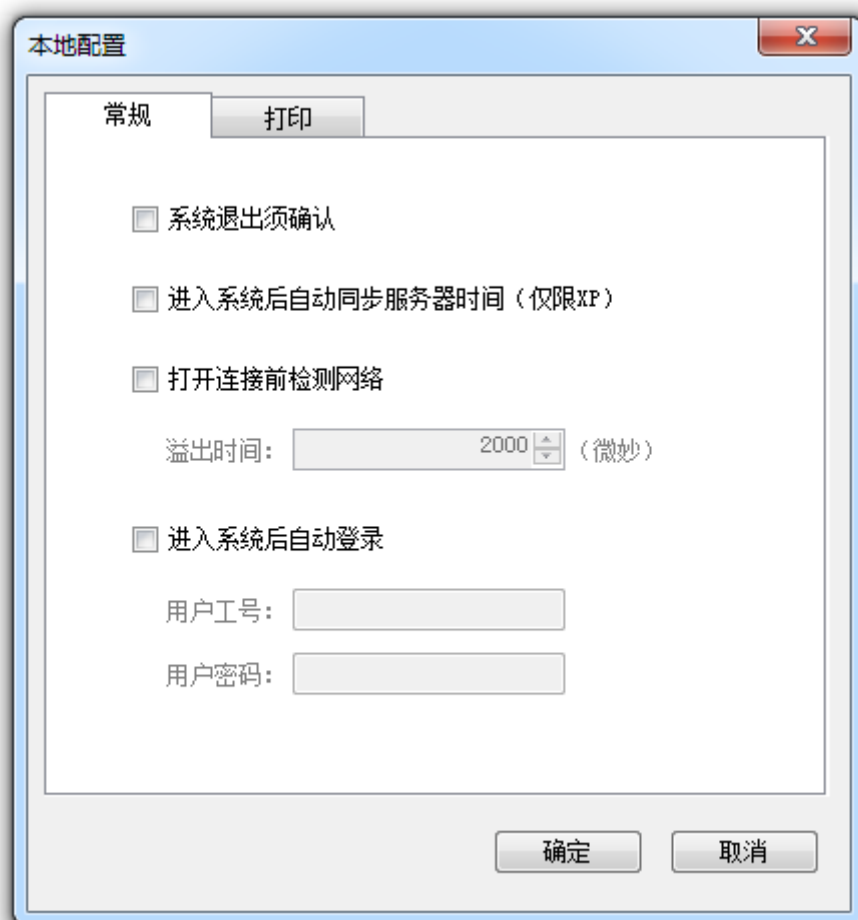 本地配置
常规
打印
系统退出须确认
进入系统后自动同步服务器时间（仅限XP）
打开连接前检测网络
溢出时间： 2000 （微妙）
进入系统后自动登录
用户工号：
用户密码：
确定
取消